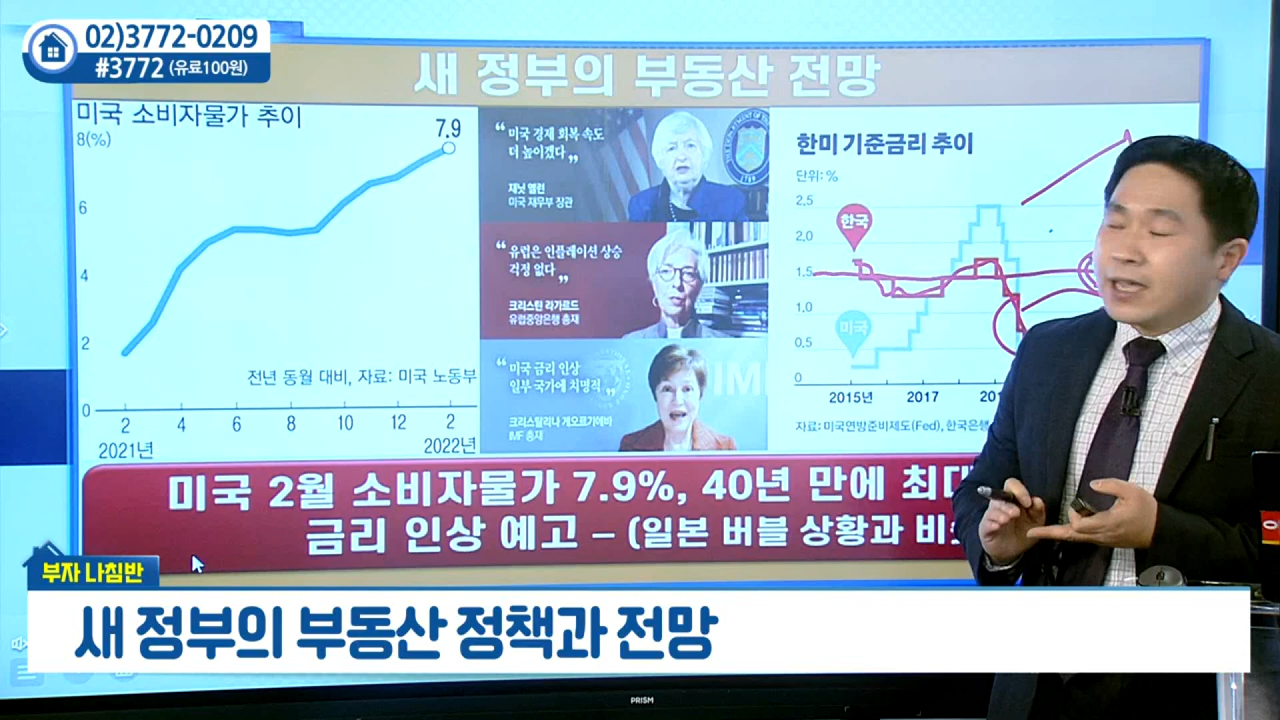 02)3772-0209
#3772 (유료100원)
새 정부의 부동산 전망
미국 소비자물가 추이
8(%)
7.9
6
4
2
0
전년 동월 대비, 자료: 미국 노동부
2 4 6 8 10 12 2
2021년 2022년
“미국 경제 회복 속도
더 높이겠다„
재닛 옐런
미국 재무부 장관
“유럽은 인플레이션 상승
걱정 없다„
크리스틴 라가르드
유럽중앙은행 총재
“미국 금리 인상
일부 국가에 치명적„
크리스탈리나 게오르기에바
IMF 총재
한미 기준금리 추이
단위: %
2,5
2,0
1,5
1,0
0,5
0
한국
미국
2015년 2017
자료: 미국연방준비제도(Fed), 한국은행
미국 2월 소비자물가 7.9%, 40년 만에 최대
금리 인상 예고 – (일본 버블 상황과
부자 나침반
새 정부의 부동산 정책과 전망
PRISM